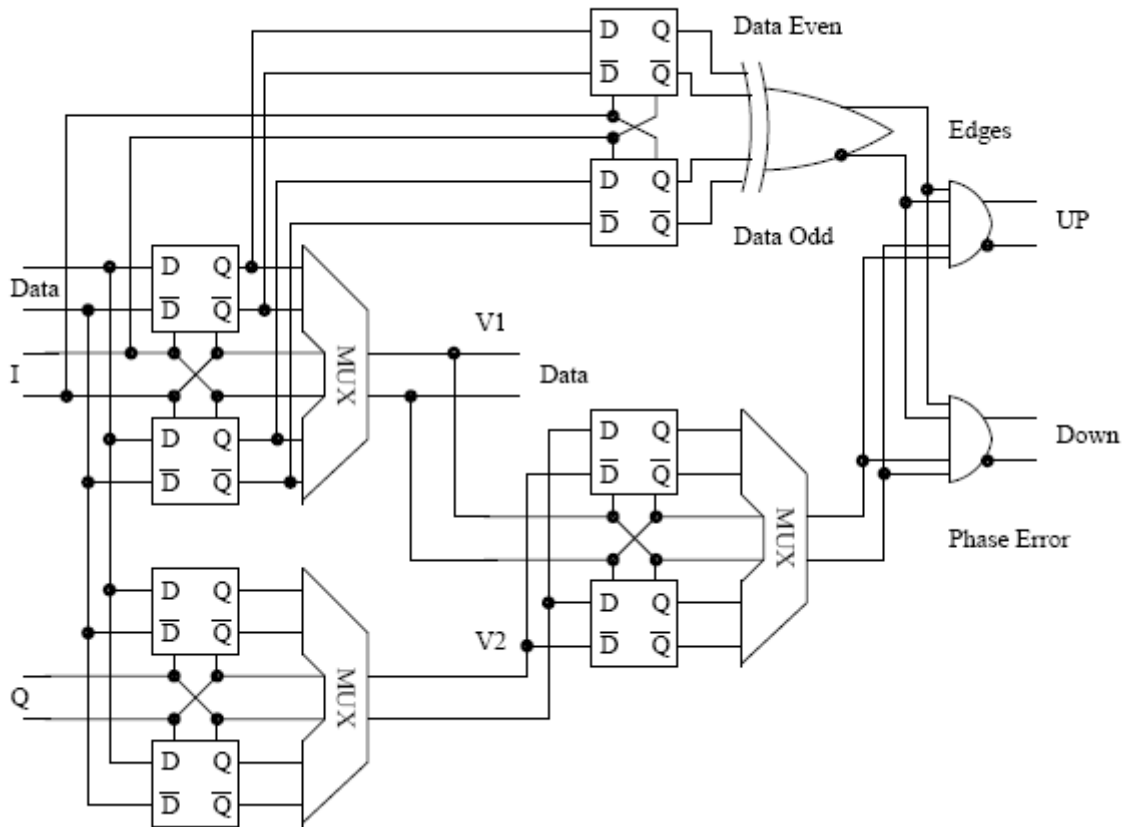 D Q
D̅ Q̅
Data Even
D Q
D̅ Q̅
Data Odd
Edges
UP
Data
I
D Q
D̅ Q̅
D Q
D̅ Q̅
MUX
V1
Data
D Q
D̅ Q̅
D Q
D̅ Q̅
MUX
Down
Phase Error
Q
D Q
D̅ Q̅
D Q
D̅ Q̅
MUX
V2